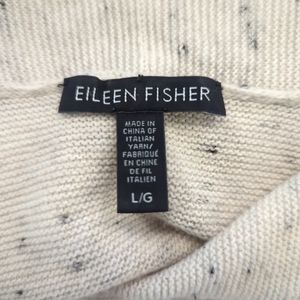 EILEEN FISHER
MADE IN
CHINA OF
ITALIAN
YARN/
FABRIQUÉ
EN CHINE
DE FIL
ITALIEN
L/G